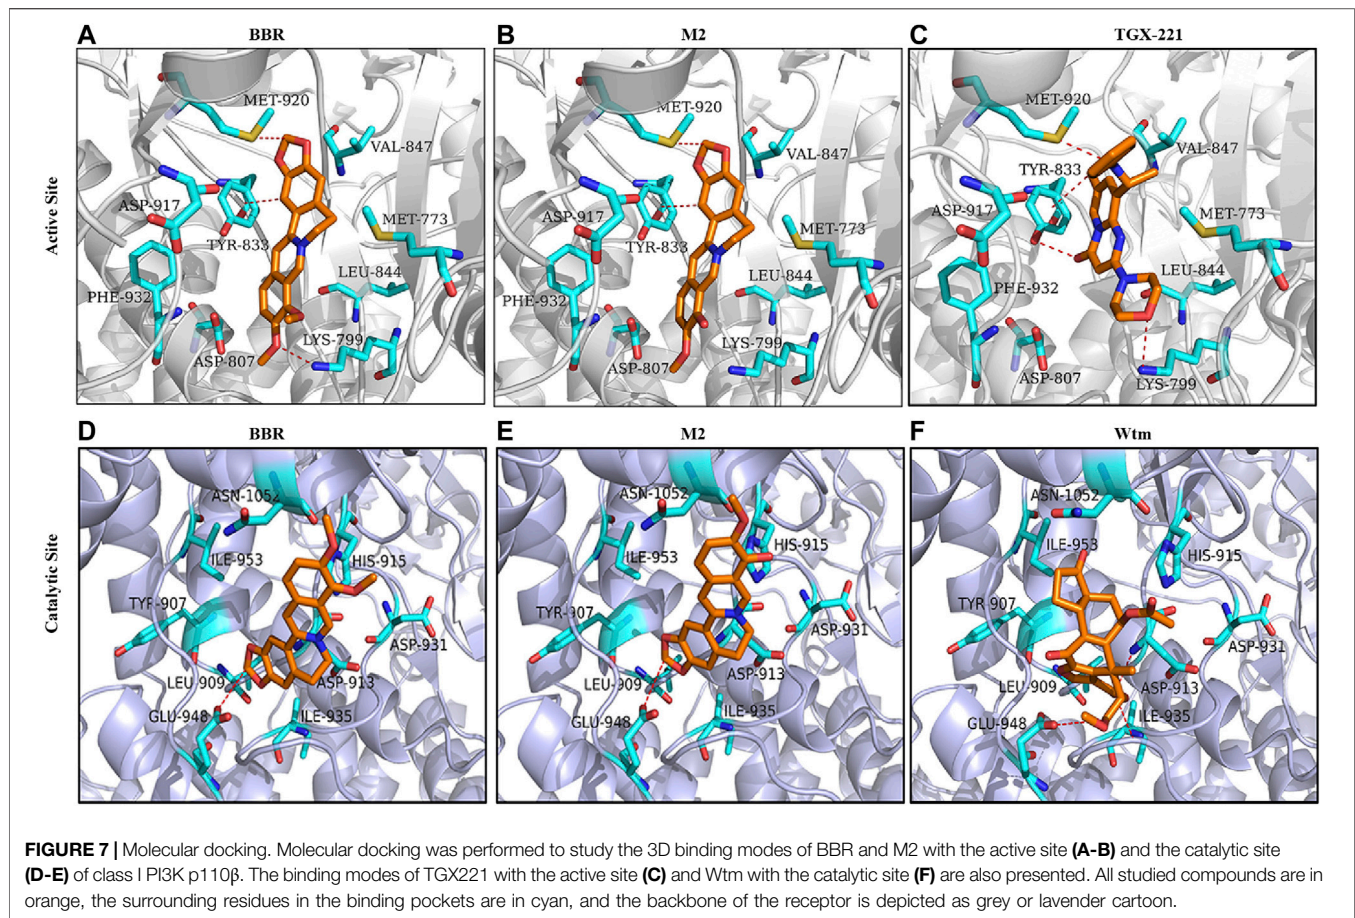 A
BBR
B
M2
C
TGX-221
Active Site
MET-920
VAL-847
ASP-917
TYR-833
MET-773
PHE-932
LEU-844
LYS-799
ASP-807
MET-920
VAL-847
ASP-917
TYR-833
MET-773
PHE-932
LEU-844
LYS-799
ASP-807
MET-920
VAL-847
TYR-833
ASP-917
MET-773
PHE-932
LEU-844
ASP-807
LYS-799
D
BBR
E
M2
F
Wtm
Catalytic Site
ASN-1052
ILE-953
HIS-915
TYR-907
ASP-931
LEU-909
ASP-913
GLU-948
ILE-935
ASN-1052
ILE-953
HIS-915
TYR-907
ASP-931
LEU-909
ASP-913
GLU-948
ILE-935
ASN-1052
ILE-953
HIS-915
TYR-907
ASP-931
LEU-909
ASP-913
GLU-948
ILE-935
FIGURE 7 | Molecular docking. Molecular docking was performed to study the 3D binding modes of BBR and M2 with the active site (A-B) and the catalytic site
(D-E) of class I PI3K p110β. The binding modes of TGX221 with the active site (C) and Wtm with the catalytic site (F) are also presented. All studied compounds are in
orange, the surrounding residues in the binding pockets are in cyan, and the backbone of the receptor is depicted as grey or lavender cartoon.